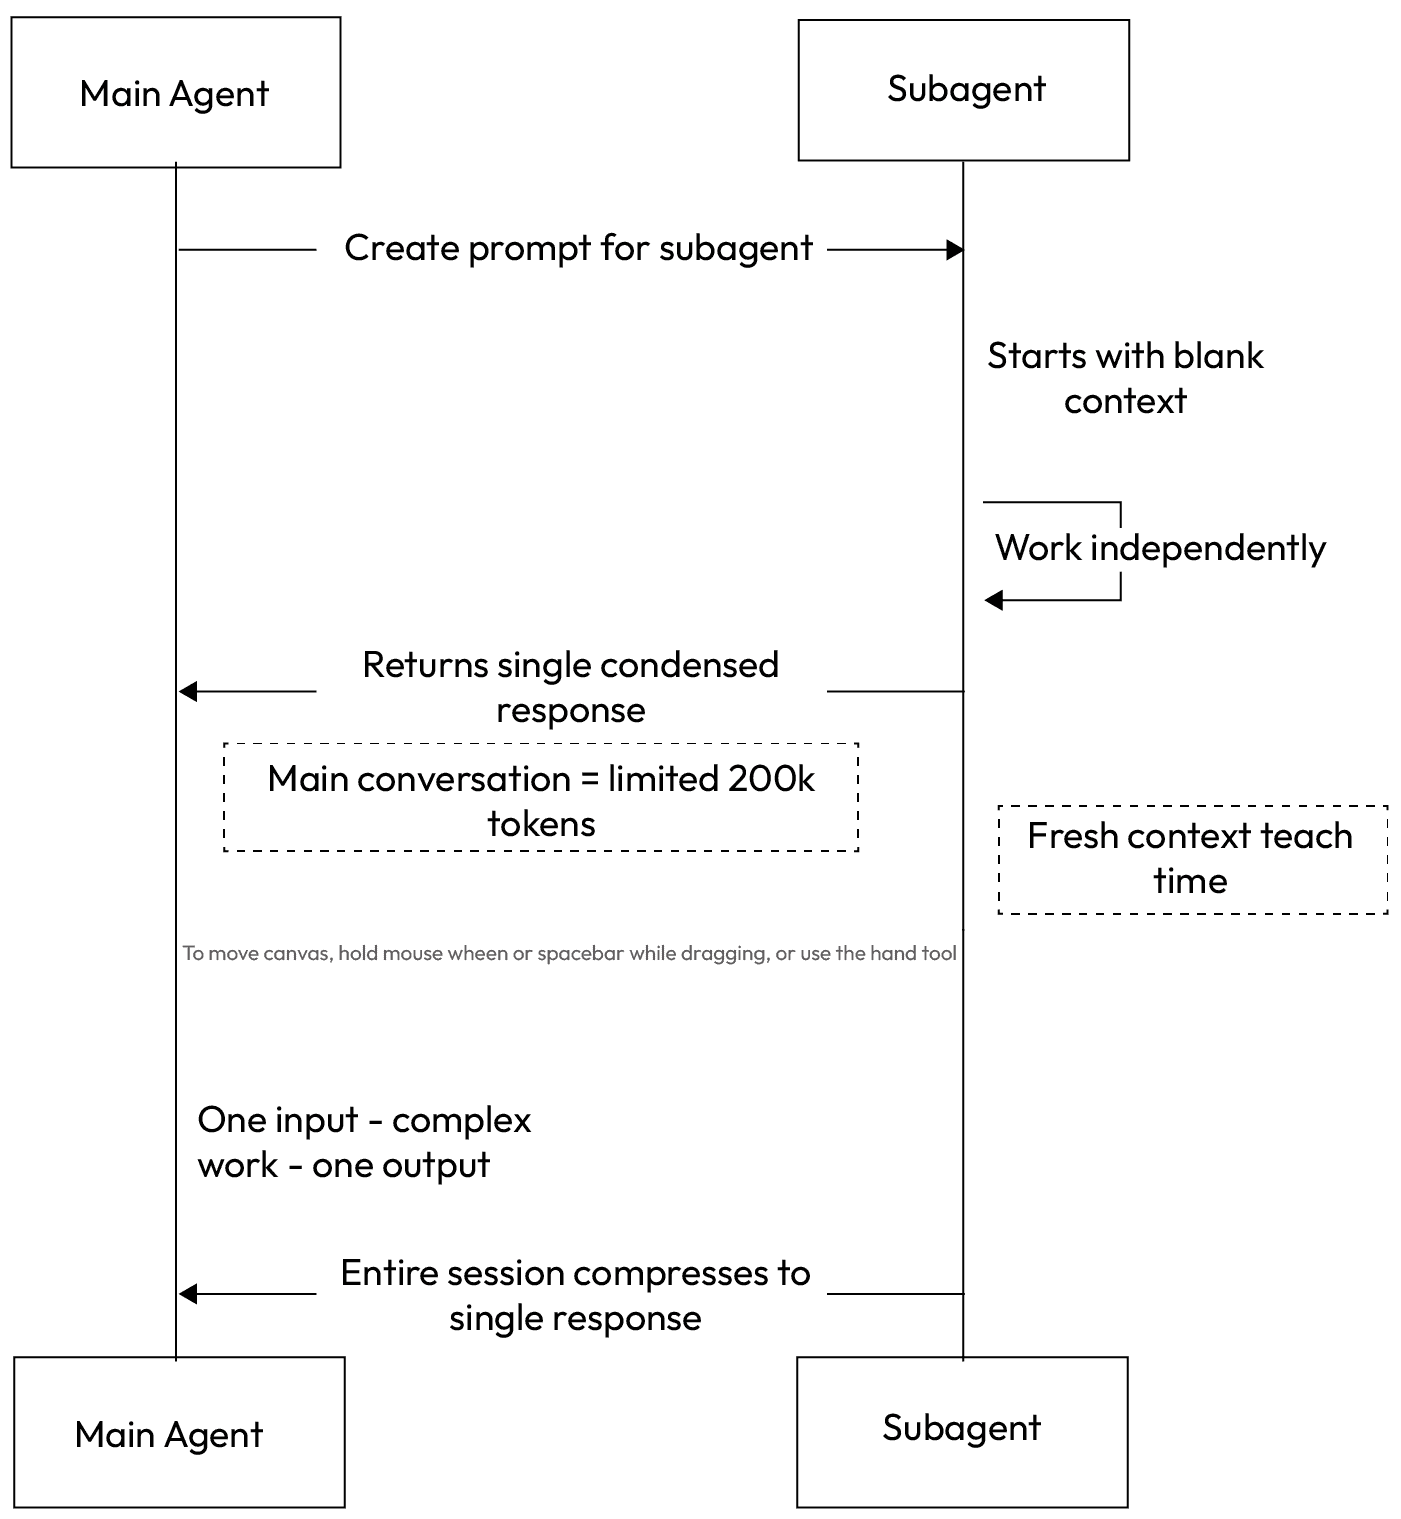 Main Agent
Subagent
Create prompt for subagent
Starts with blank
context
Work independently
Returns single condensed
response
Main conversation = limited 200k
tokens
Fresh context teach
time
To move canvas, hold mouse wheen or spacebar while dragging, or use the hand tool
One input - complex
work - one output
Entire session compresses to
single response
Main Agent
Subagent